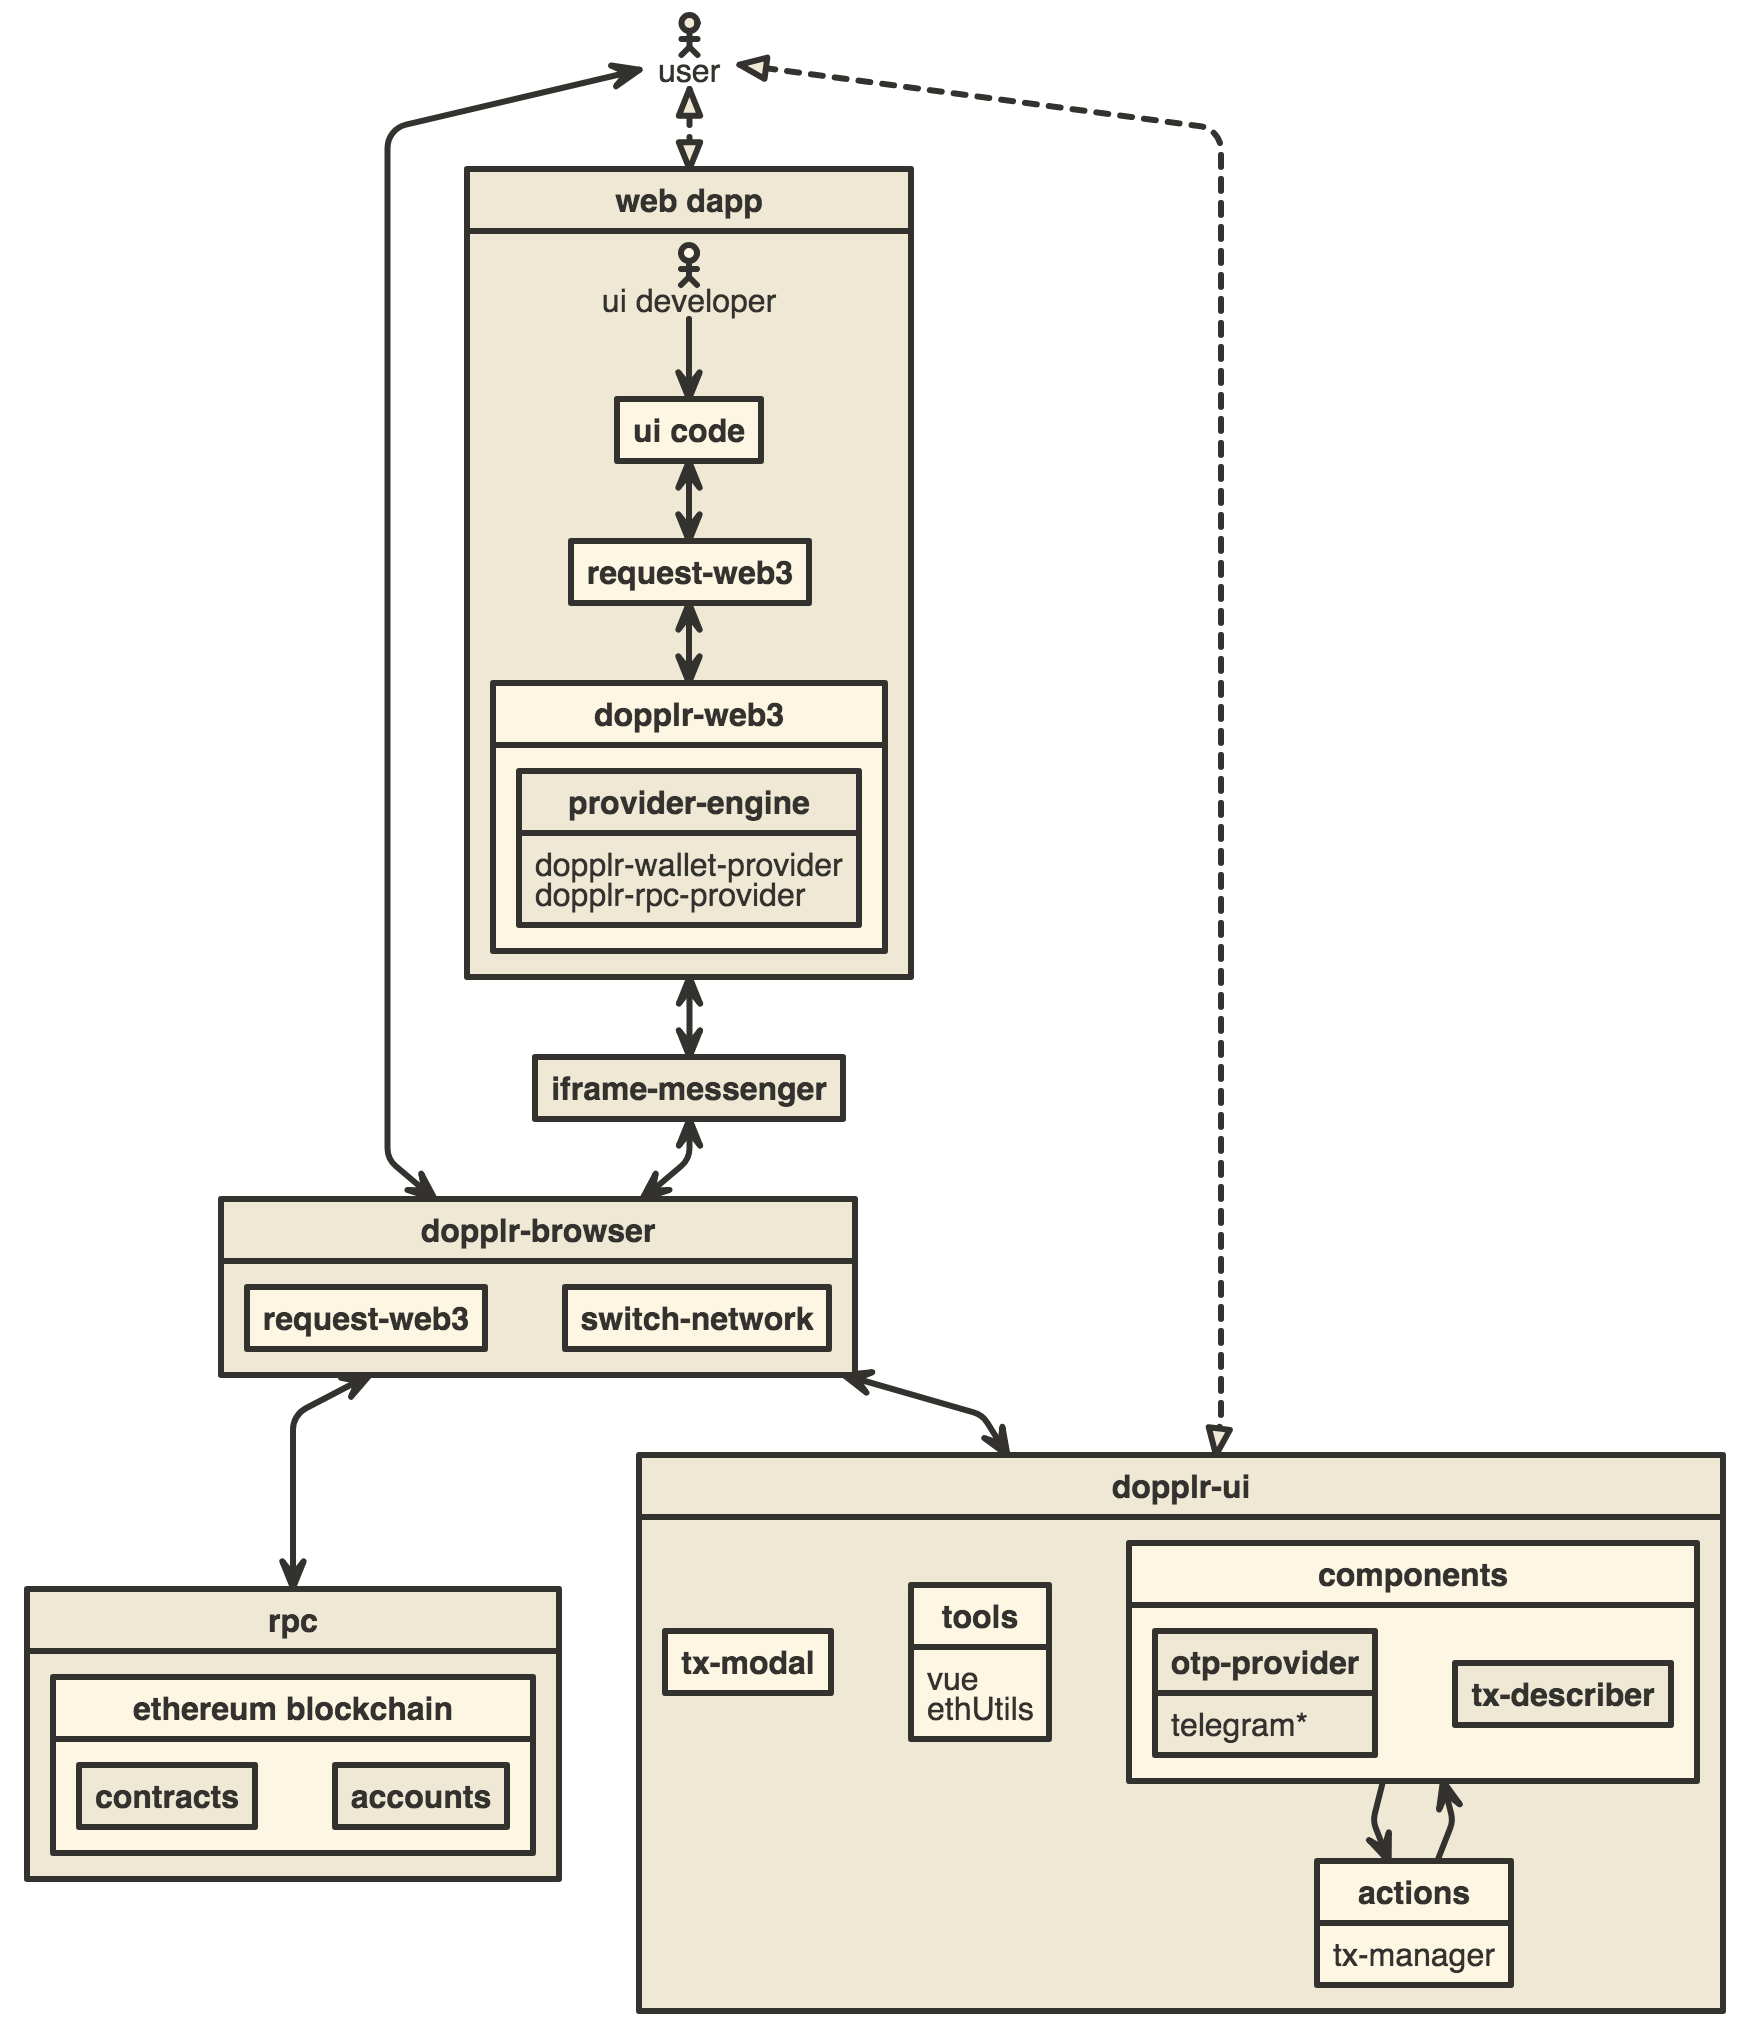 user
web dapp
ui developer
ui code
request-web3
dopplr-web3
provider-engine
dopplr-wallet-provider
dopplr-rpc-provider
iframe-messenger
dopplr-browser
request-web3
switch-network
rpc
ethereum blockchain
contracts
accounts
dopplr-ui
tx-modal
tools
vue
ethUtils
components
otp-provider
telegram*
tx-describer
actions
tx-manager